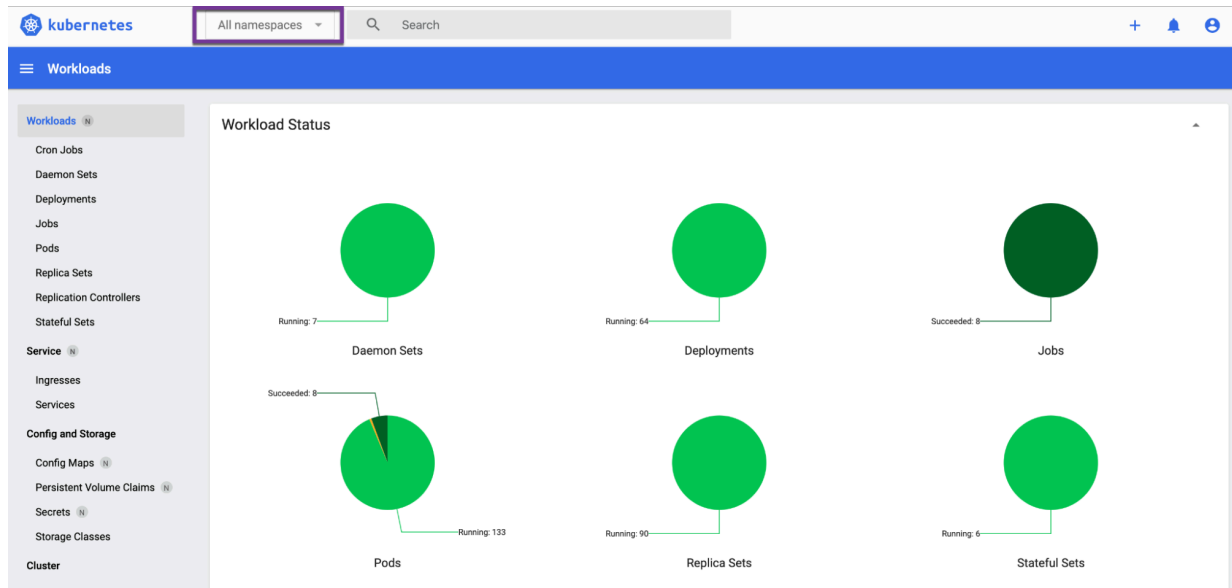 kubernetes
All namespaces
Search
Workloads
Workloads N
Cron Jobs
Daemon Sets
Deployments
Jobs
Pods
Replica Sets
Replication Controllers
Stateful Sets
Service N
Ingresses
Services
Config and Storage
Config Maps N
Persistent Volume Claims N
Secrets N
Storage Classes
Cluster
Workload Status
Running: 7
Daemon Sets
Running: 64
Deployments
Succeeded: 8
Jobs
Succeeded: 8
Running: 133
Pods
Running: 90
Replica Sets
Running: 6
Stateful Sets